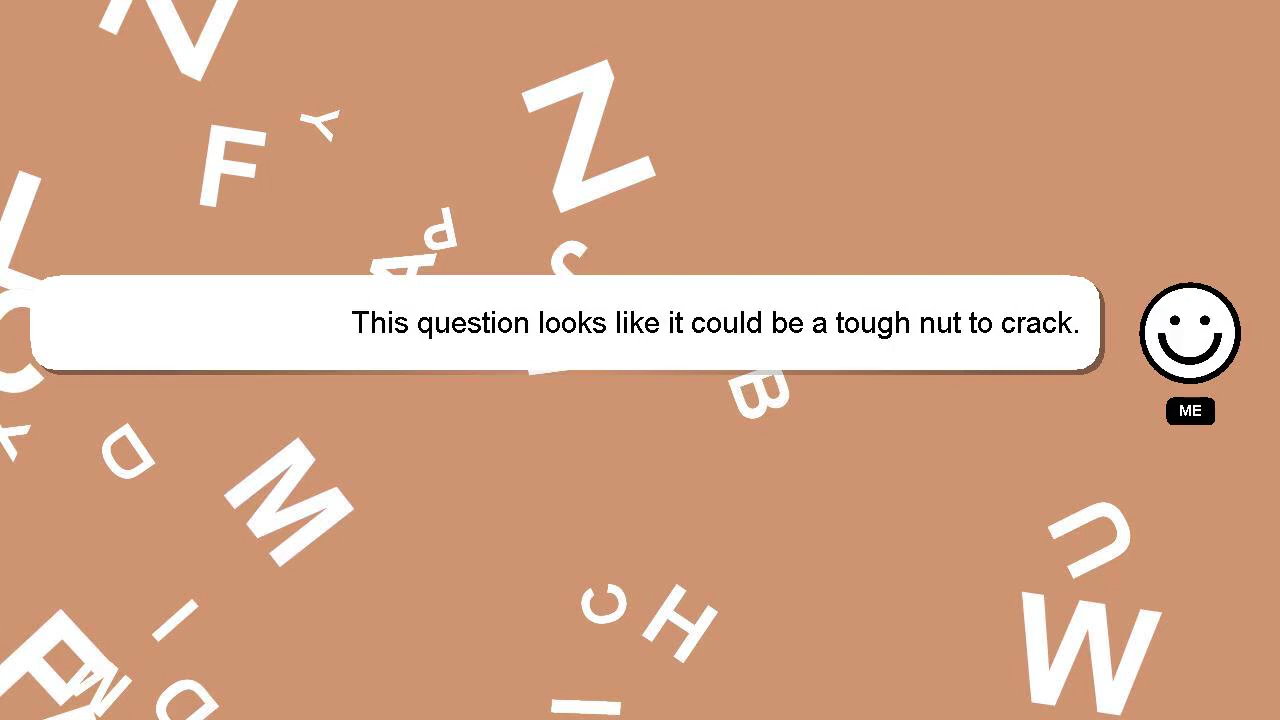 This question looks like it could be a tough nut to crack.
ME
N
F
Y
Z
L
P
A
J
C
B
Y
D
M
U
I
C
H
W
P
M
D
I